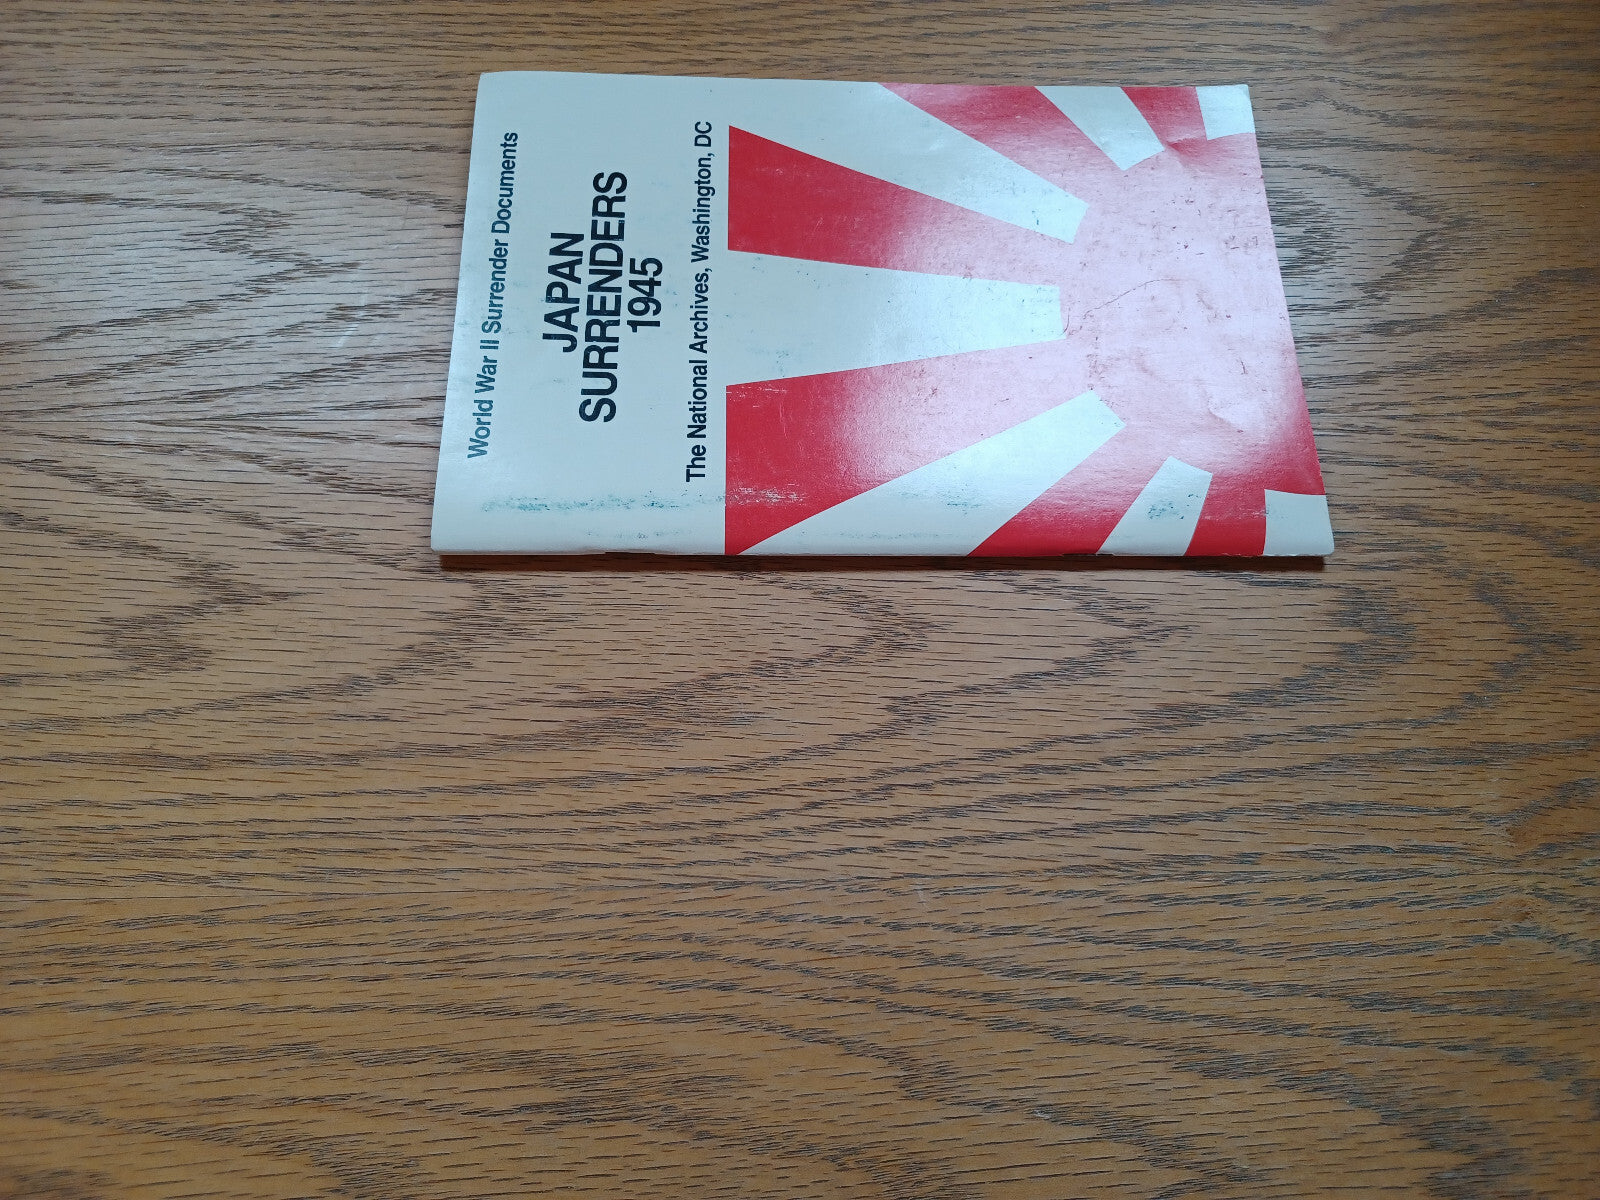 World War II Surrender Documents
JAPAN
SURRENDERS
1945
The National Archives, Washington, DC